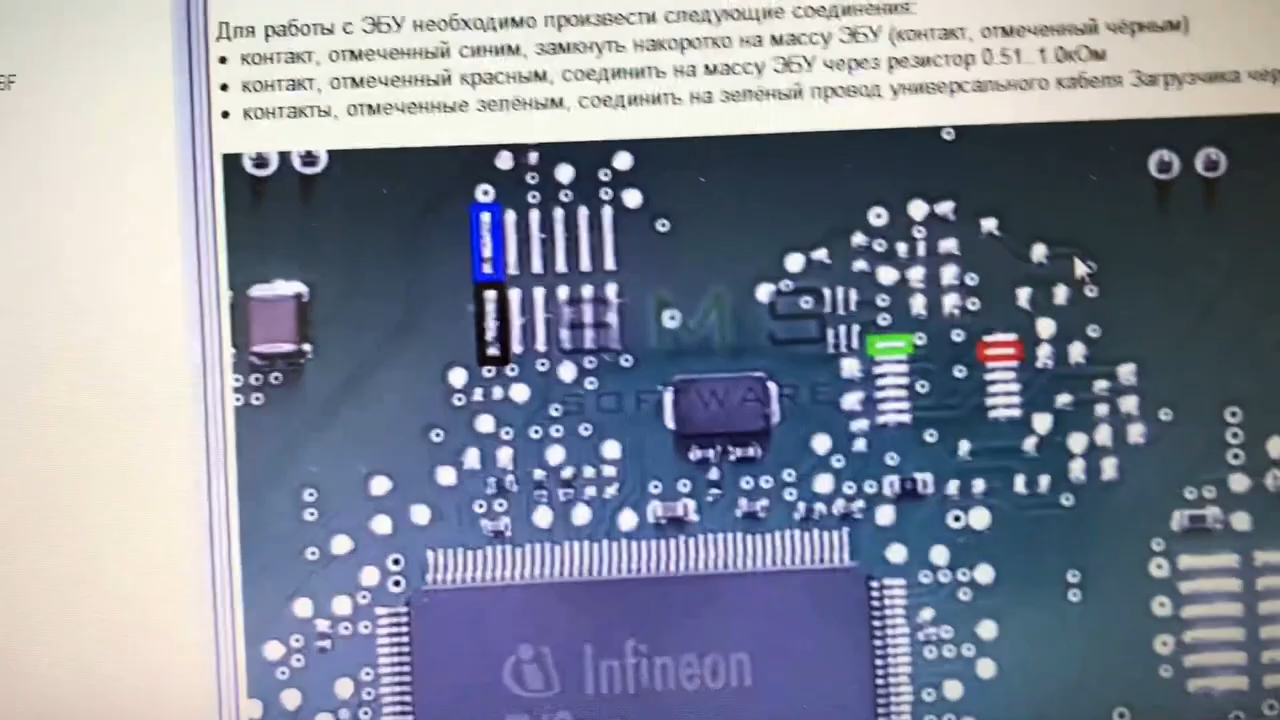 Для работы с ЭБУ необходимо произвести следующие соединения:
• контакт, отмеченный синим, замкнуть накоротко на массу ЭБУ (контакт, отмеченный чёрным)
• контакт, отмеченный красным, соединить на массу ЭБУ через резистор 0.51..1.0кОм
• контакты, отмеченные зелёным, соединить на зелёный провод универсального кабеля Загрузчика
BF
SMS
SOFTWARE
Infineon